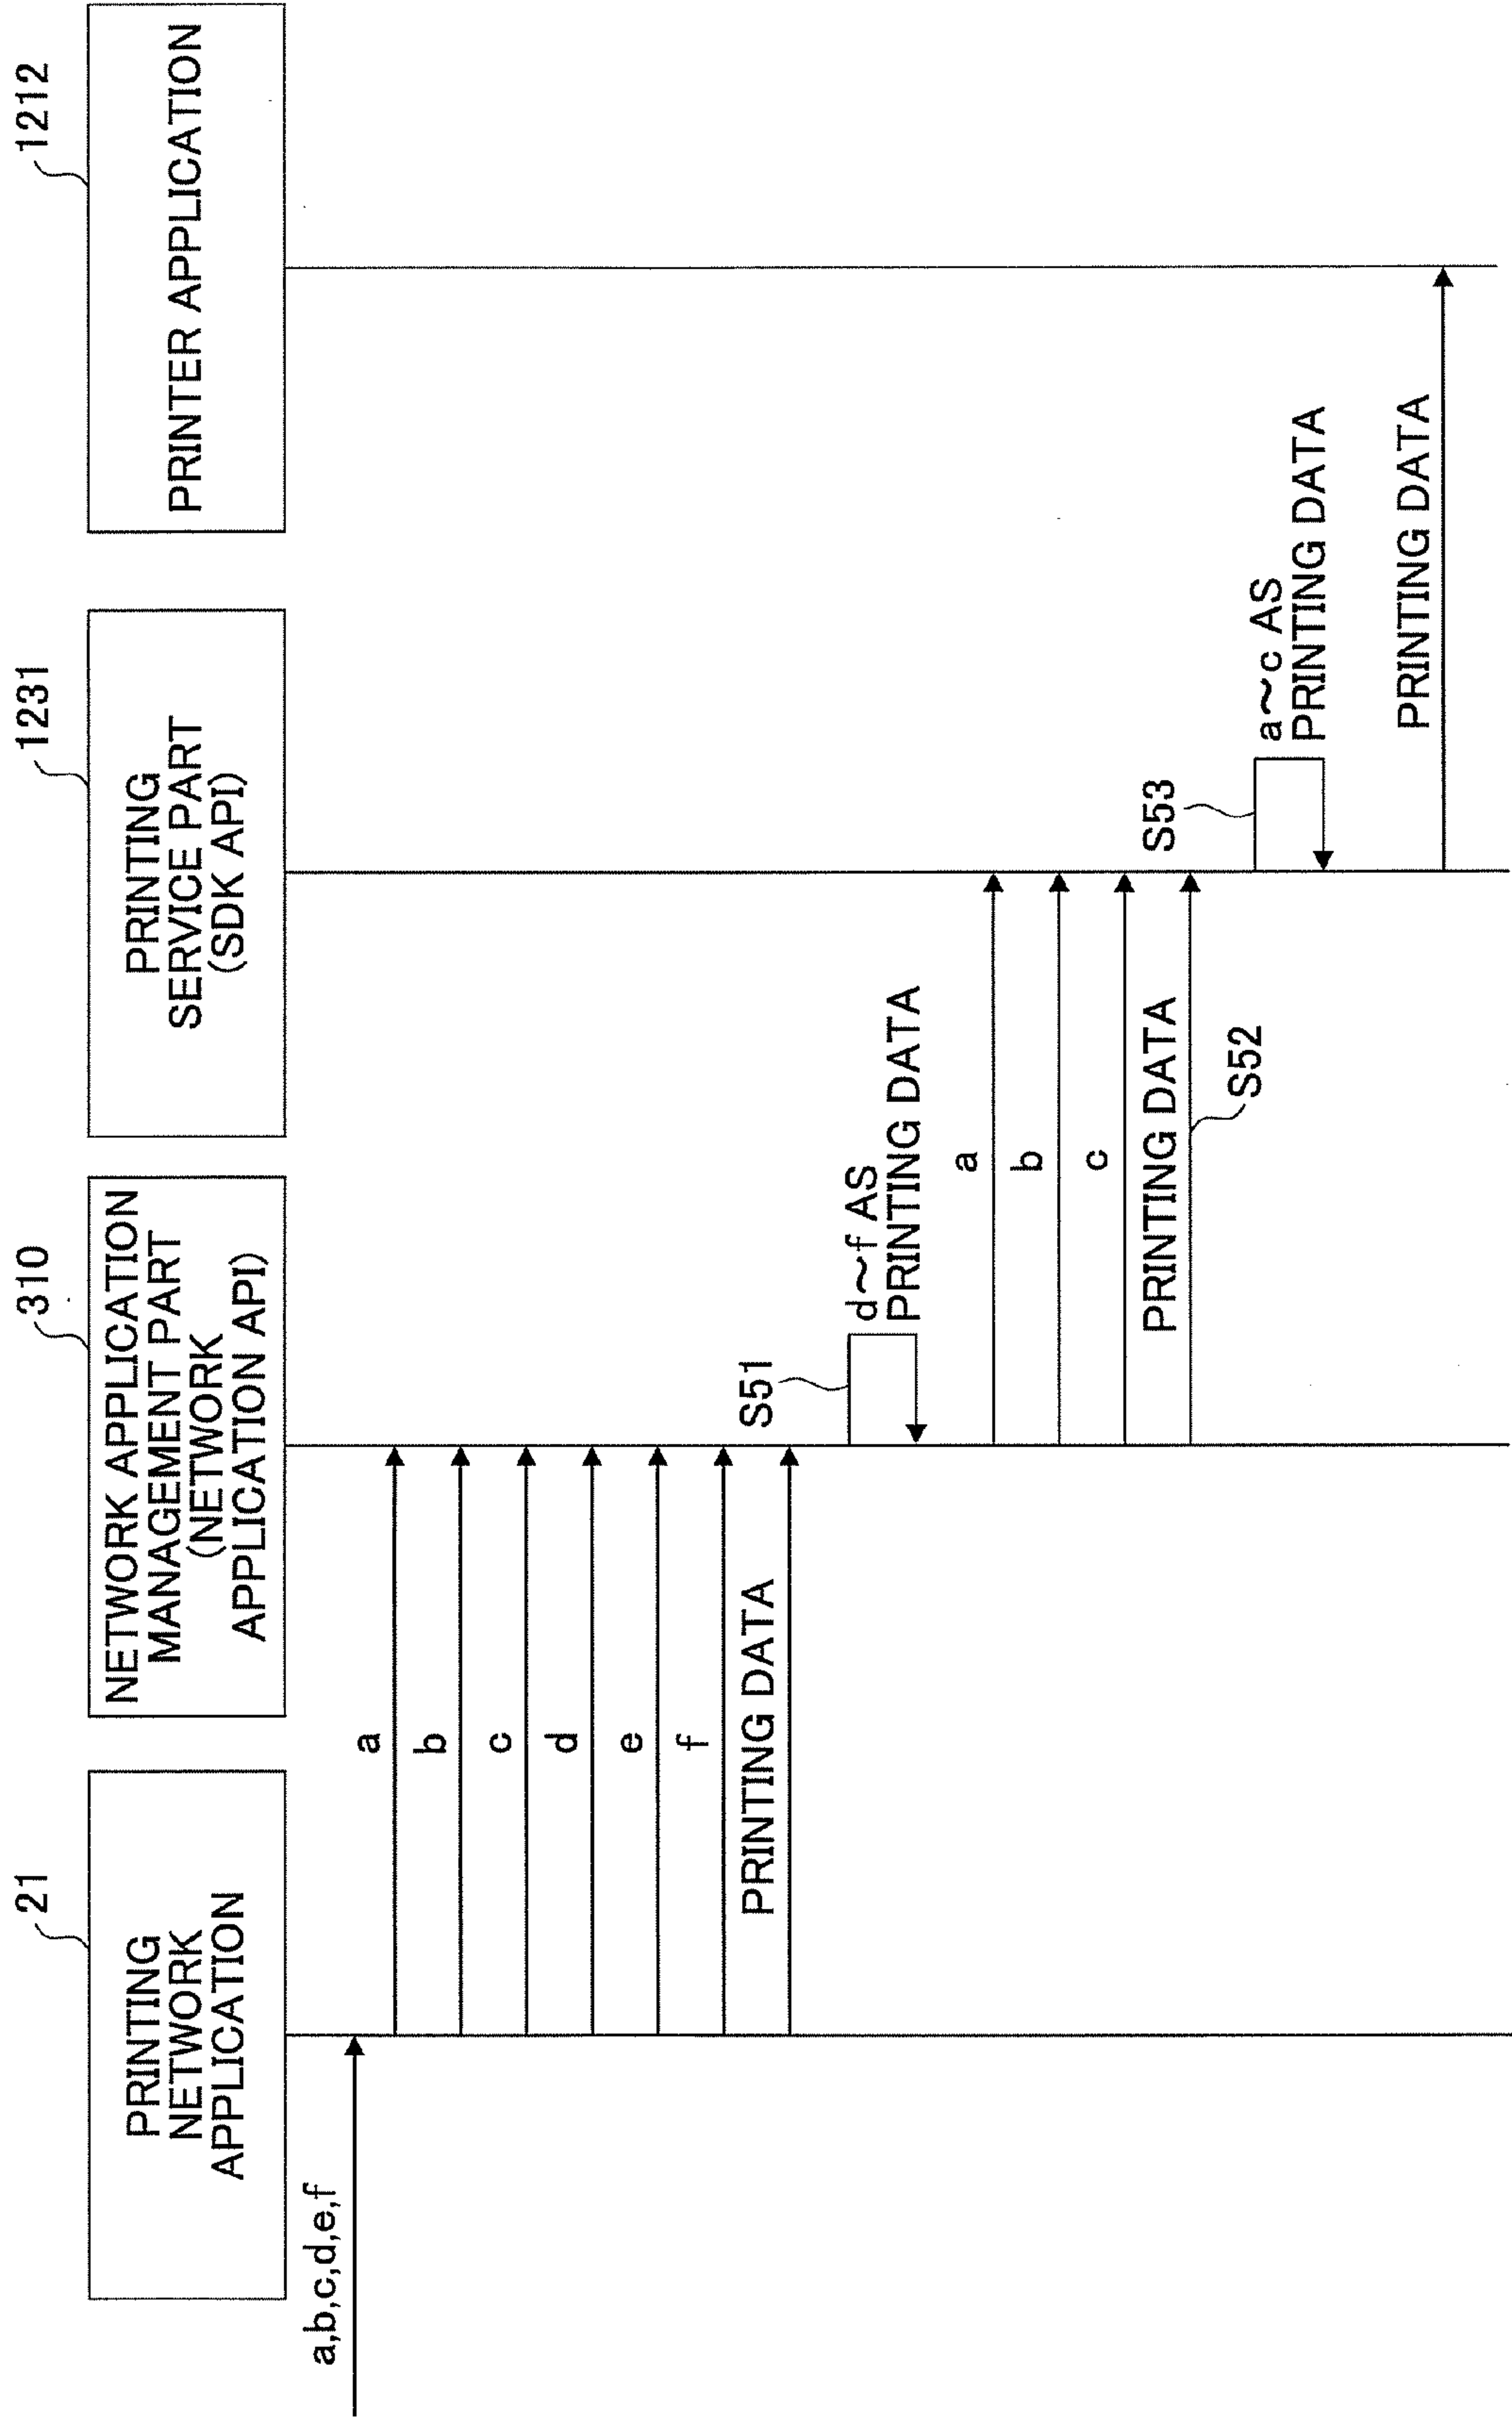 21
PRINTING
NETWORK
APPLICATION
310
NETWORK APPLICATION
MANAGEMENT PART
(NETWORK
APPLICATION API)
1231
PRINTING
SERVICE PART
(SDK API)
1212
PRINTER APPLICATION
a,b,c,d,e,f
a
b
c
d
e
f
PRINTING DATA
S51
d~f AS
PRINTING DATA
a
b
c
PRINTING DATA
S52
S53
a~c AS
PRINTING DATA
PRINTING DATA